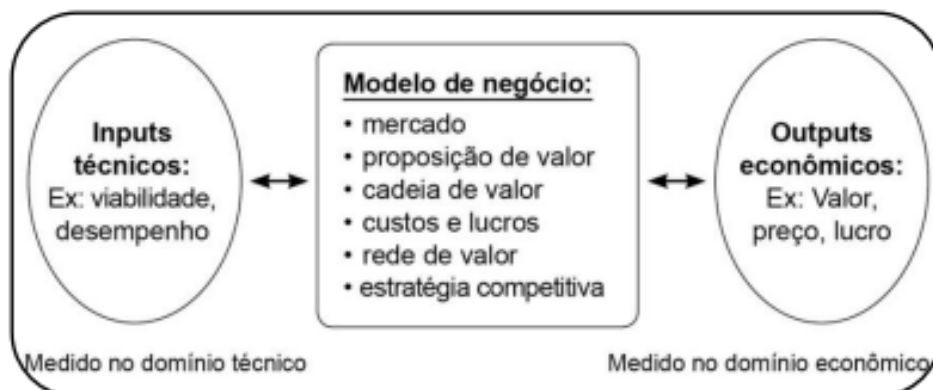 Inputs
técnicos:
Ex: viabilidade,
desempenho
Modelo de negócio:
• mercado
• proposição de valor
• cadeia de valor
• custos e lucros
• rede de valor
• estratégia competitiva
Outputs
econômicos:
Ex: Valor,
preço, lucro
Medido no domínio técnico
Medido no domínio econômico